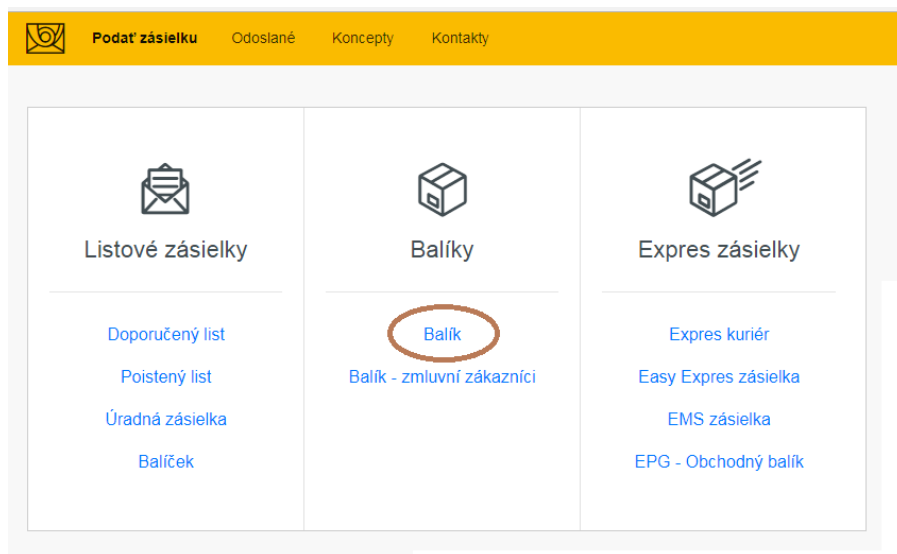 Podať zásielku Odoslané Koncepty Kontakty
Listové zásielky
Doporučený list
Poistený list
Úradná zásielka
Balíček
Balíky
Balík
Balík - zmluvní zákazníci
Expres zásielky
Expres kuriér
Easy Expres zásielka
EMS zásielka
EPG - Obchodný balík